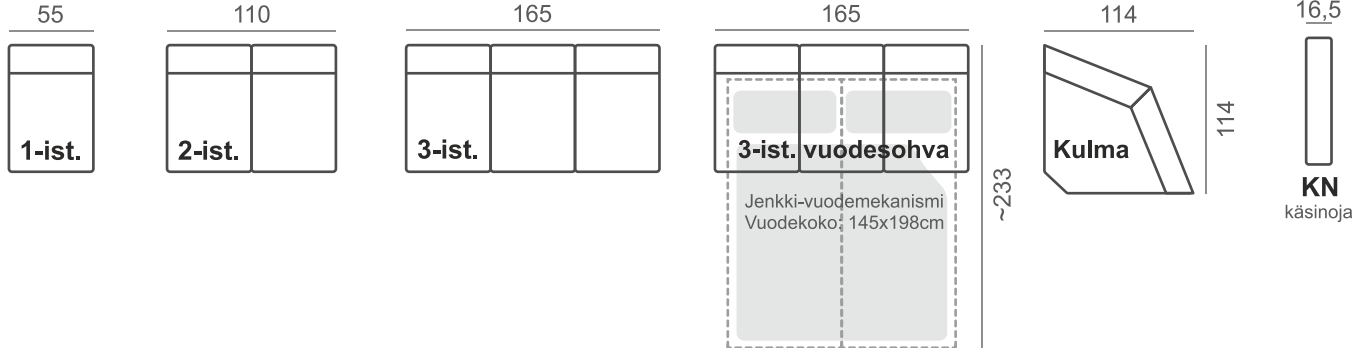 55
110
165
165
114
16,5
1-ist.
2-ist.
3-ist.
3-ist. vuodesohva
Jenkki-vuodemekanismi
Vuodekoko: 145x198cm
~233
Kulma
114
KN
käsinoja